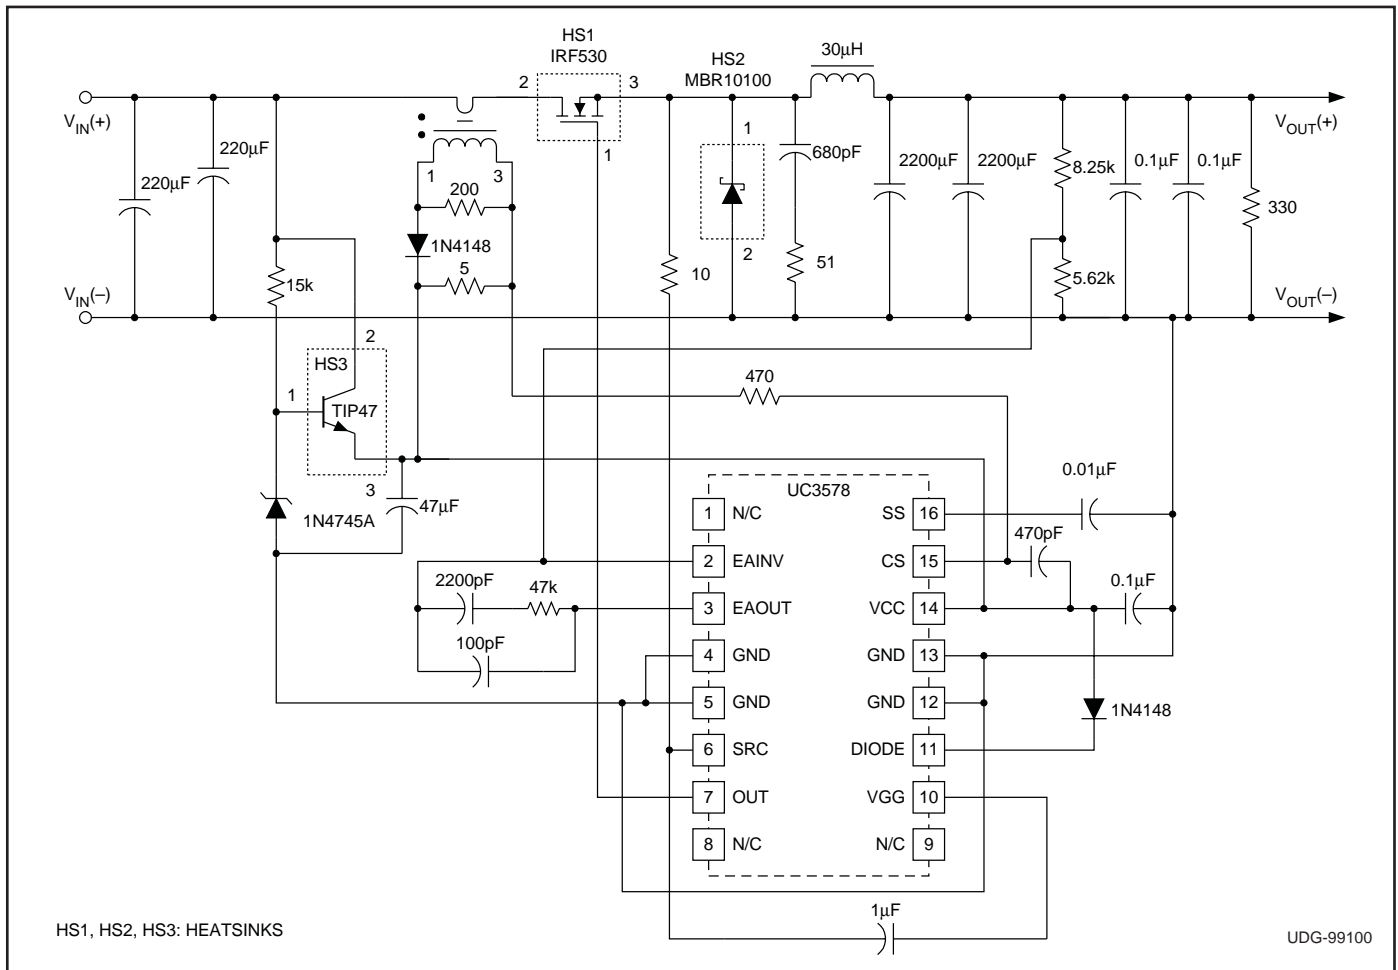 HS1
IRF530
HS2
MBR10100
30µH
2
3
1
1
2
V_IN(+)
V_OUT(+)
220µF
220µF
1
3
200
1N4148
5
680pF
2200µF
2200µF
8.25k
0.1µF
0.1µF
330
15k
10
51
5.62k
V_IN(–)
V_OUT(–)
2
HS3
1
TIP47
3
470
1N4745A
47µF
UC3578
0.01µF
1 N/C
SS 16
470pF
2 EAINV
CS 15
2200pF
47k
0.1µF
3 EAOUT
VCC 14
100pF
4 GND
GND 13
5 GND
GND 12
1N4148
6 SRC
DIODE 11
7 OUT
VGG 10
8 N/C
N/C 9
1µF
HS1, HS2, HS3: HEATSINKS
UDG-99100